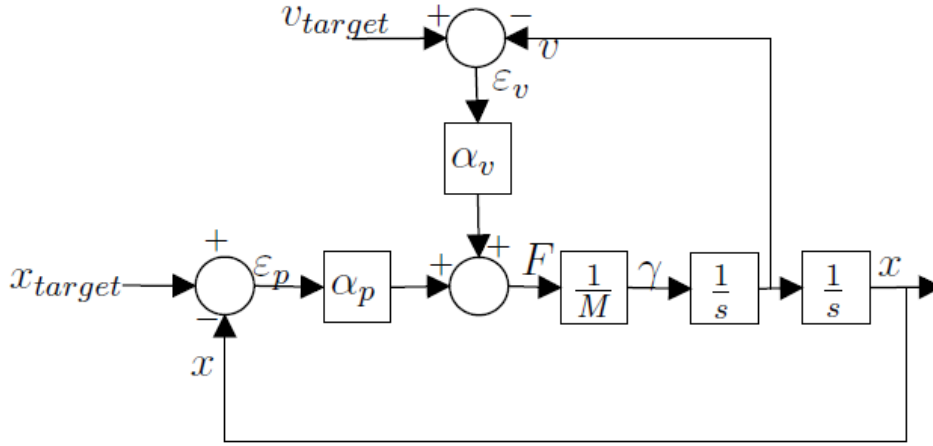 v_target + −
v
ε_v
α_v
+ +
x_target ε_p α_p + F 1/M γ 1/s 1/s x
−
x